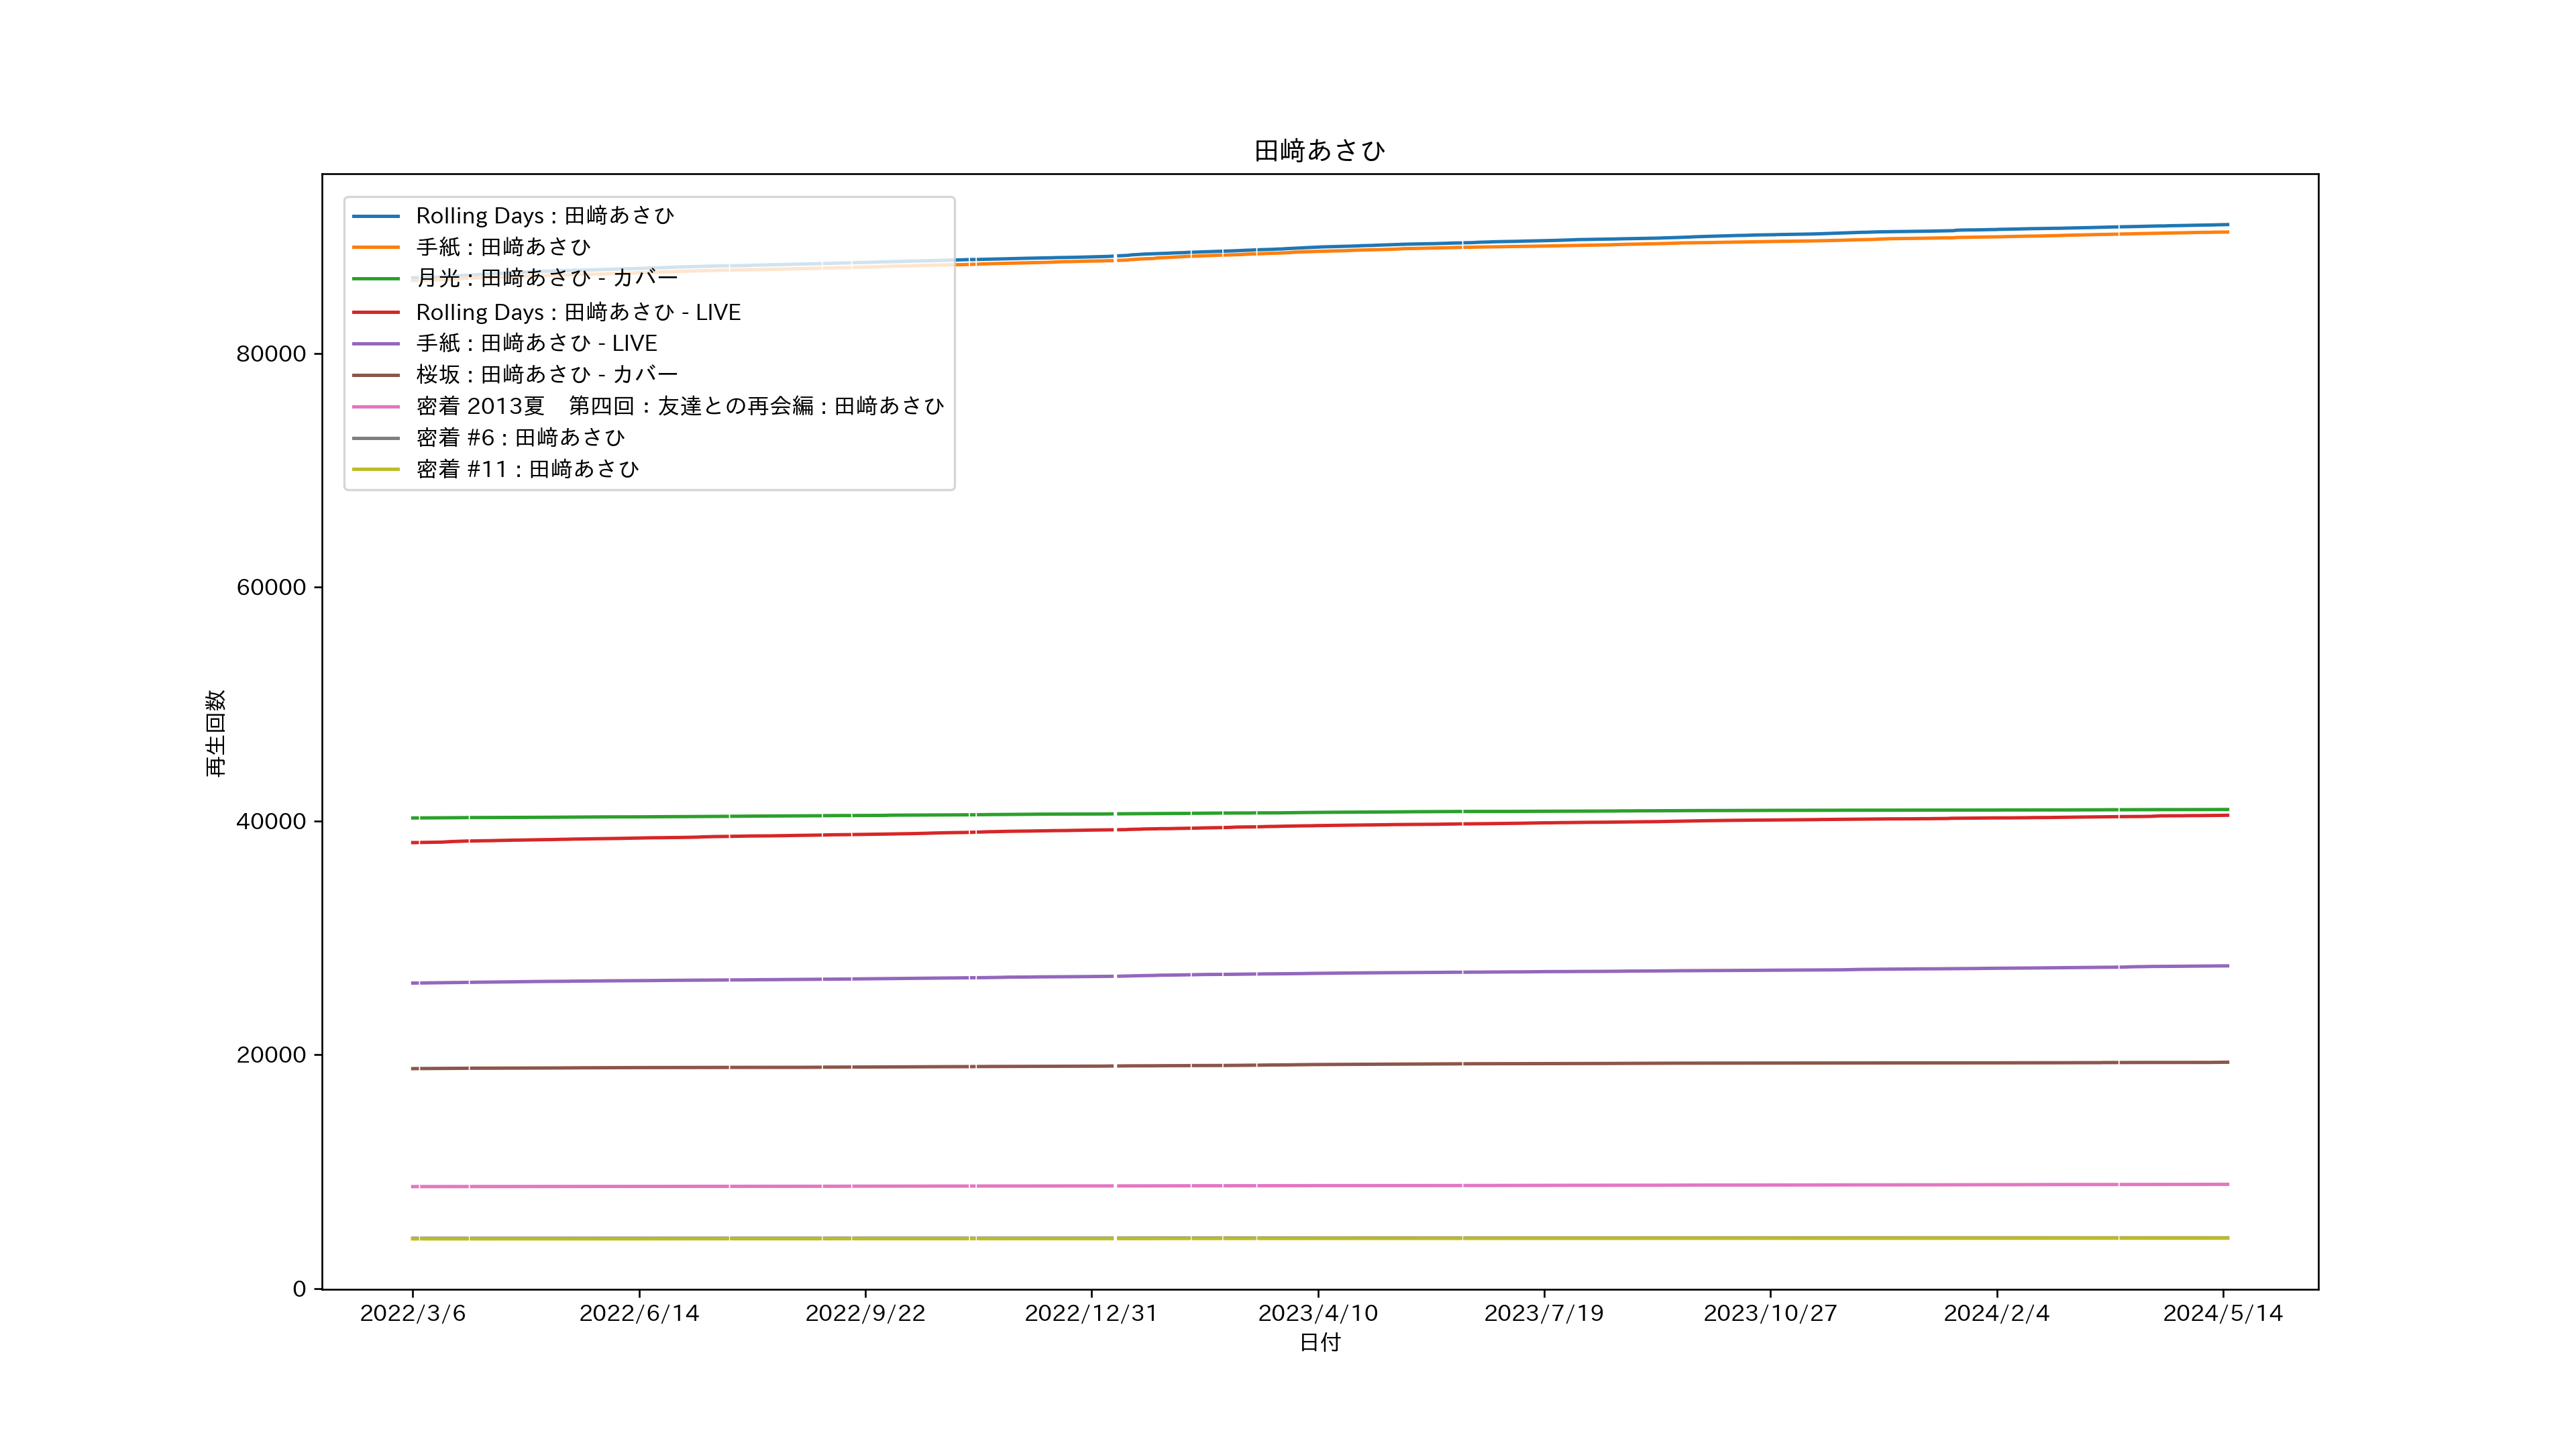 田﨑あさひ
Rolling Days : 田﨑あさひ
手紙 : 田﨑あさひ
月光 : 田﨑あさひ - カバー
Rolling Days : 田﨑あさひ - LIVE
手紙 : 田﨑あさひ - LIVE
桜坂 : 田﨑あさひ - カバー
密着 2013夏　第四回：友達との再会編 : 田﨑あさひ
密着 #6 : 田﨑あさひ
密着 #11 : 田﨑あさひ
再生回数
80000
60000
40000
20000
0
2022/3/6 2022/6/14 2022/9/22 2022/12/31 2023/4/10 2023/7/19 2023/10/27 2024/2/4 2024/5/14
日付